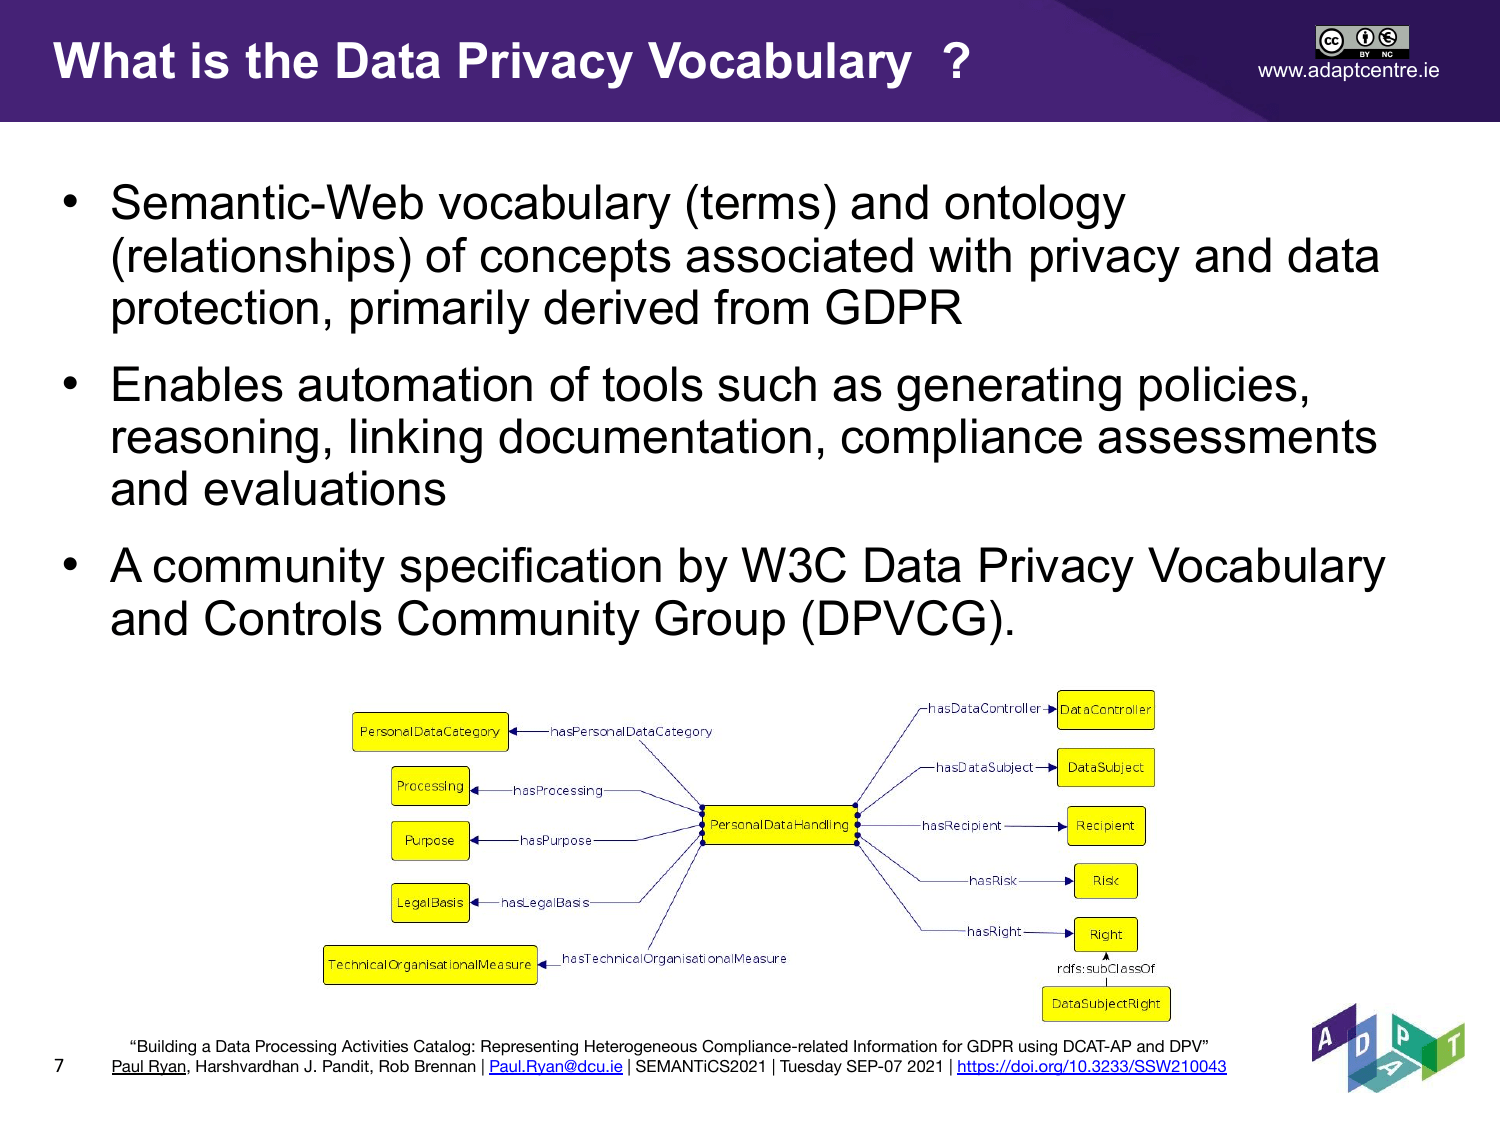 What is the Data Privacy Vocabulary ?
cc BY NC
www.adaptcentre.ie
• Semantic-Web vocabulary (terms) and ontology
(relationships) of concepts associated with privacy and data
protection, primarily derived from GDPR
• Enables automation of tools such as generating policies,
reasoning, linking documentation, compliance assessments
and evaluations
• A community specification by W3C Data Privacy Vocabulary
and Controls Community Group (DPVCG).
PersonalDataCategory
hasPersonalDataCategory
Processing
hasProcessing
Purpose
hasPurpose
LegalBasis
hasLegalBasis
TechnicalOrganisationalMeasure
hasTechnicalOrganisationalMeasure
PersonalDataHandling
hasDataController
DataController
hasDataSubject
DataSubject
hasRecipient
Recipient
hasRisk
Risk
hasRight
Right
rdfs:subClassOf
DataSubjectRight
“Building a Data Processing Activities Catalog: Representing Heterogeneous Compliance-related Information for GDPR using DCAT-AP and DPV”
7 Paul Ryan, Harshvardhan J. Pandit, Rob Brennan | Paul.Ryan@dcu.ie | SEMANTiCS2021 | Tuesday SEP-07 2021 | https://doi.org/10.3233/SSW210043
ADAPT